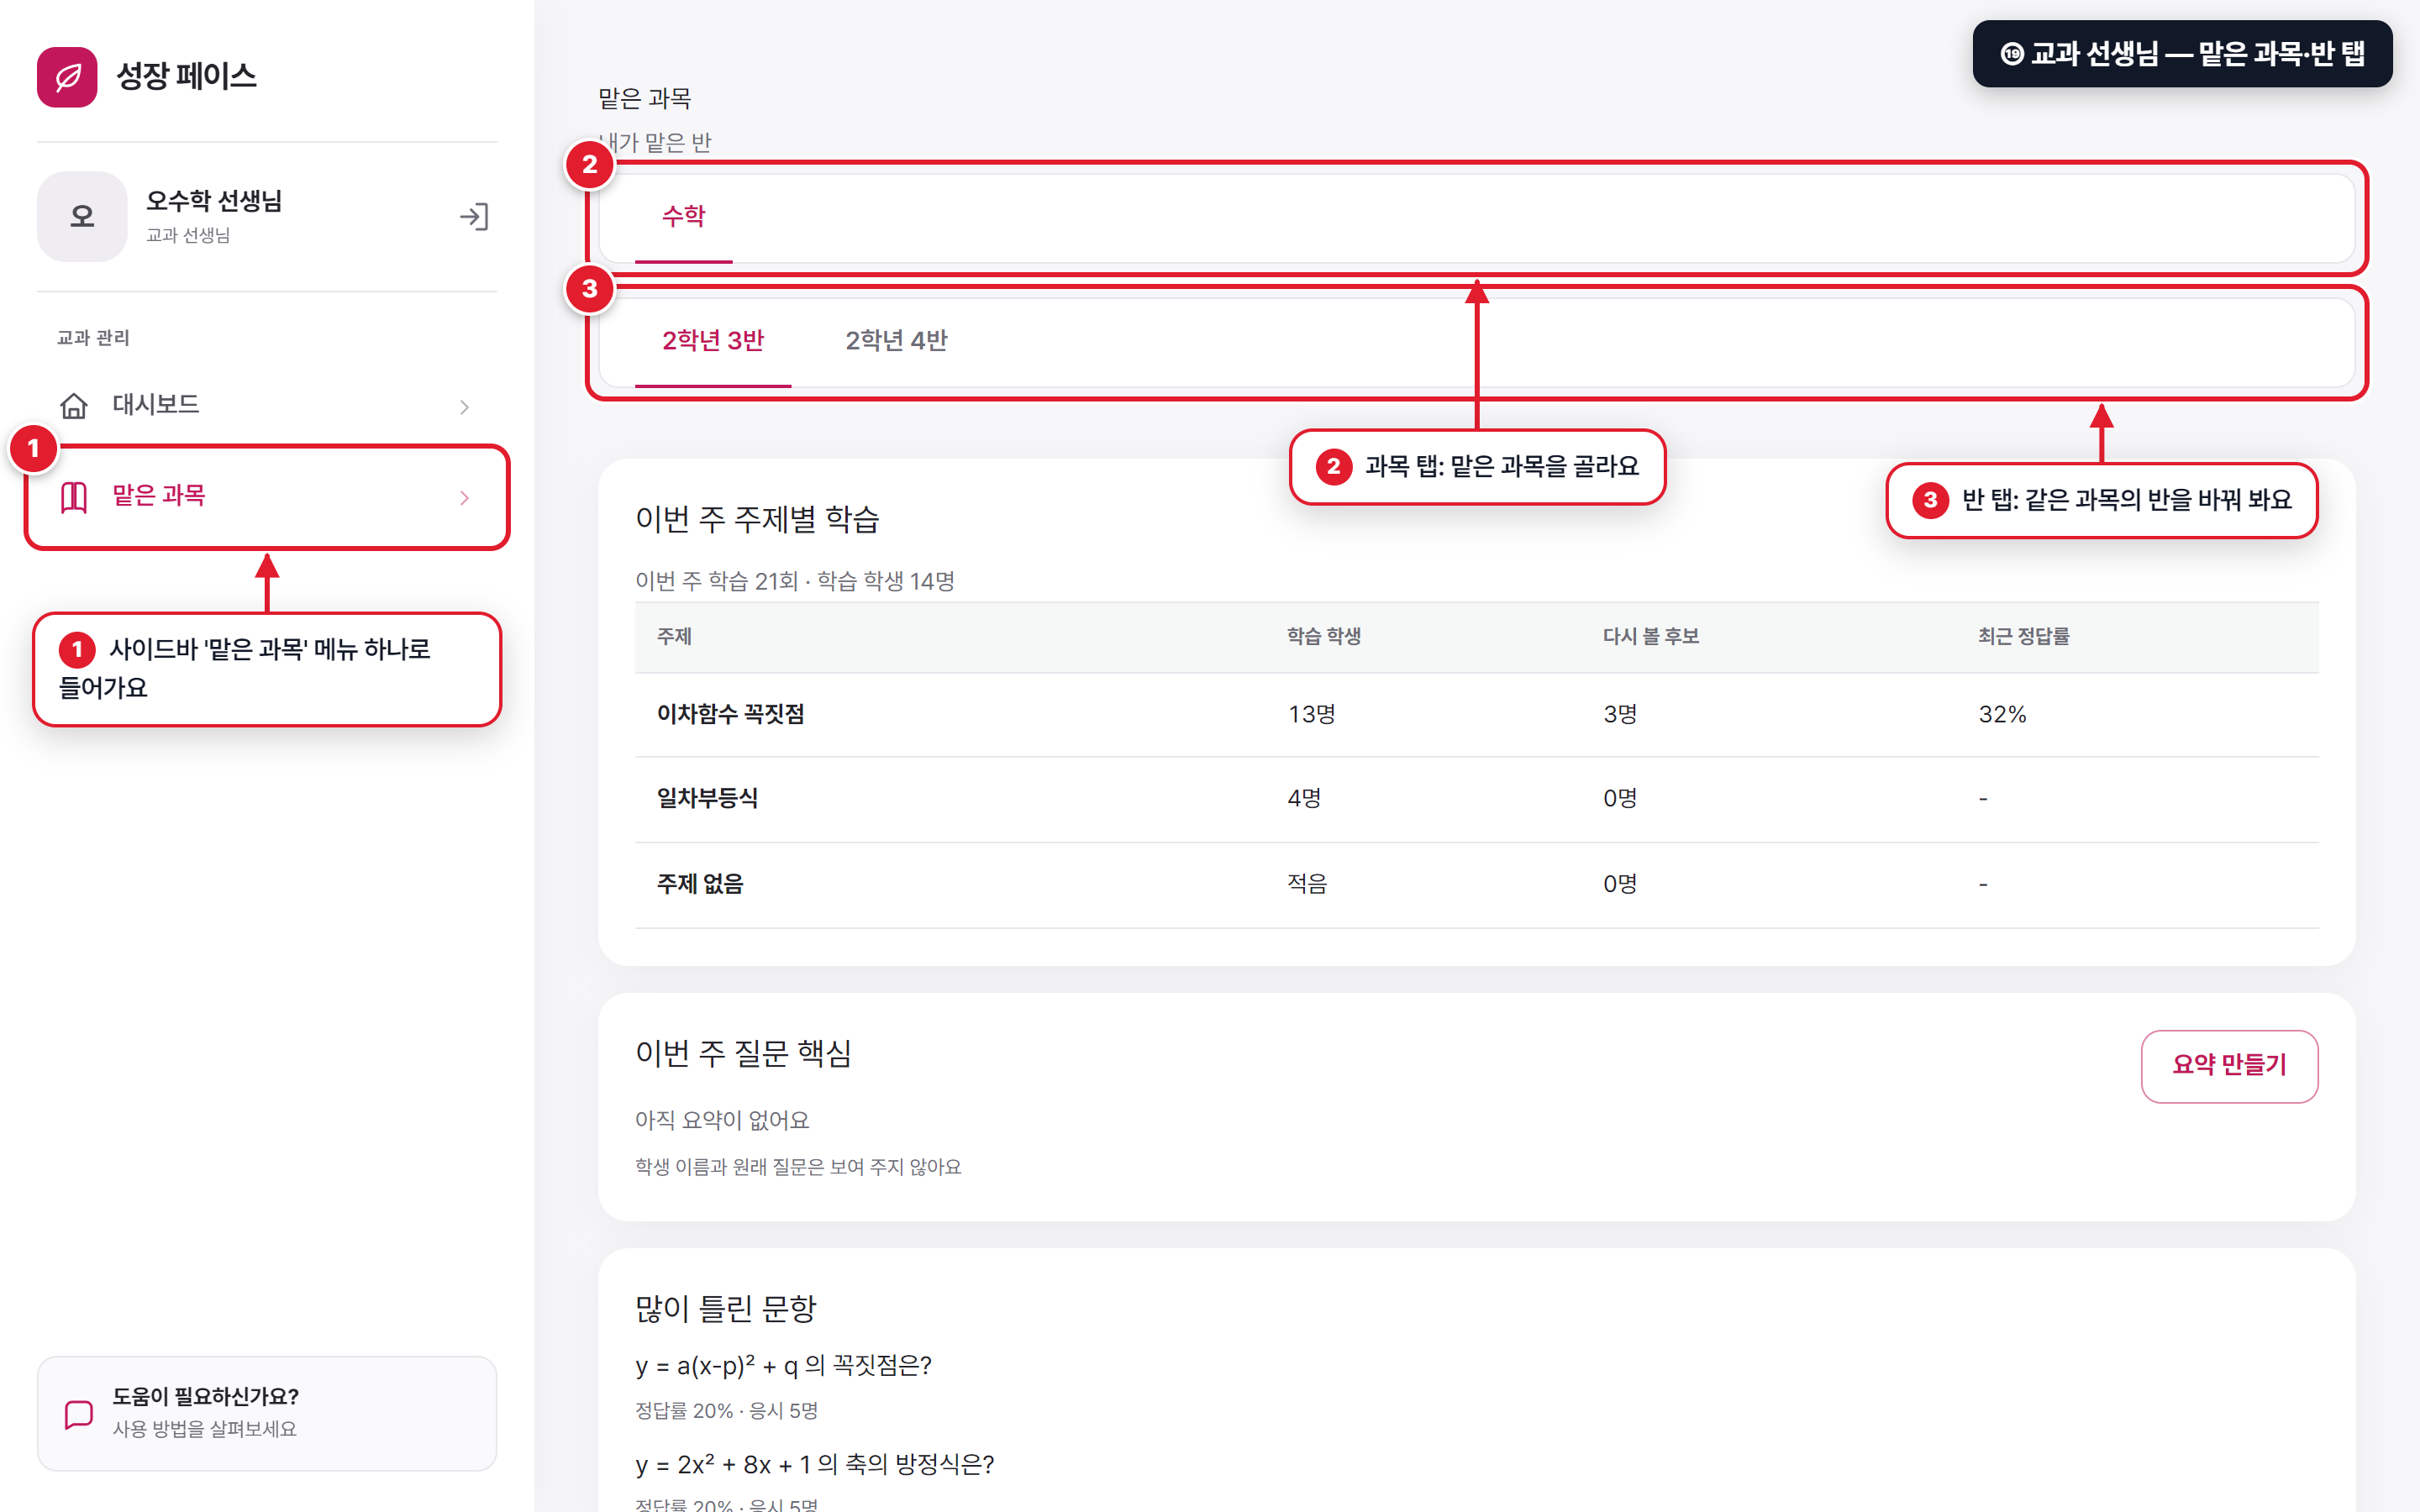 성장 페이스
오
오수학 선생님
교과 선생님
교과 관리
대시보드
1
맡은 과목
1 사이드바 '맡은 과목' 메뉴 하나로
들어가요
도움이 필요하신가요?
사용 방법을 살펴보세요
⑲ 교과 선생님 — 맡은 과목·반 탭
맡은 과목
내가 맡은 반
2
수학
3
2학년 3반 2학년 4반
2 과목 탭: 맡은 과목을 골라요
3 반 탭: 같은 과목의 반을 바꿔 봐요
이번 주 주제별 학습
이번 주 학습 21회 · 학습 학생 14명
주제 학습 학생 다시 볼 후보 최근 정답률
이차함수 꼭짓점 13명 3명 32%
일차부등식 4명 0명 -
주제 없음 적음 0명 -
이번 주 질문 핵심
요약 만들기
아직 요약이 없어요
학생 이름과 원래 질문은 보여 주지 않아요
많이 틀린 문항
y = a(x-p)² + q 의 꼭짓점은?
정답률 20% · 응시 5명
y = 2x² + 8x + 1 의 축의 방정식은?
정답률 20% · 응시 5명